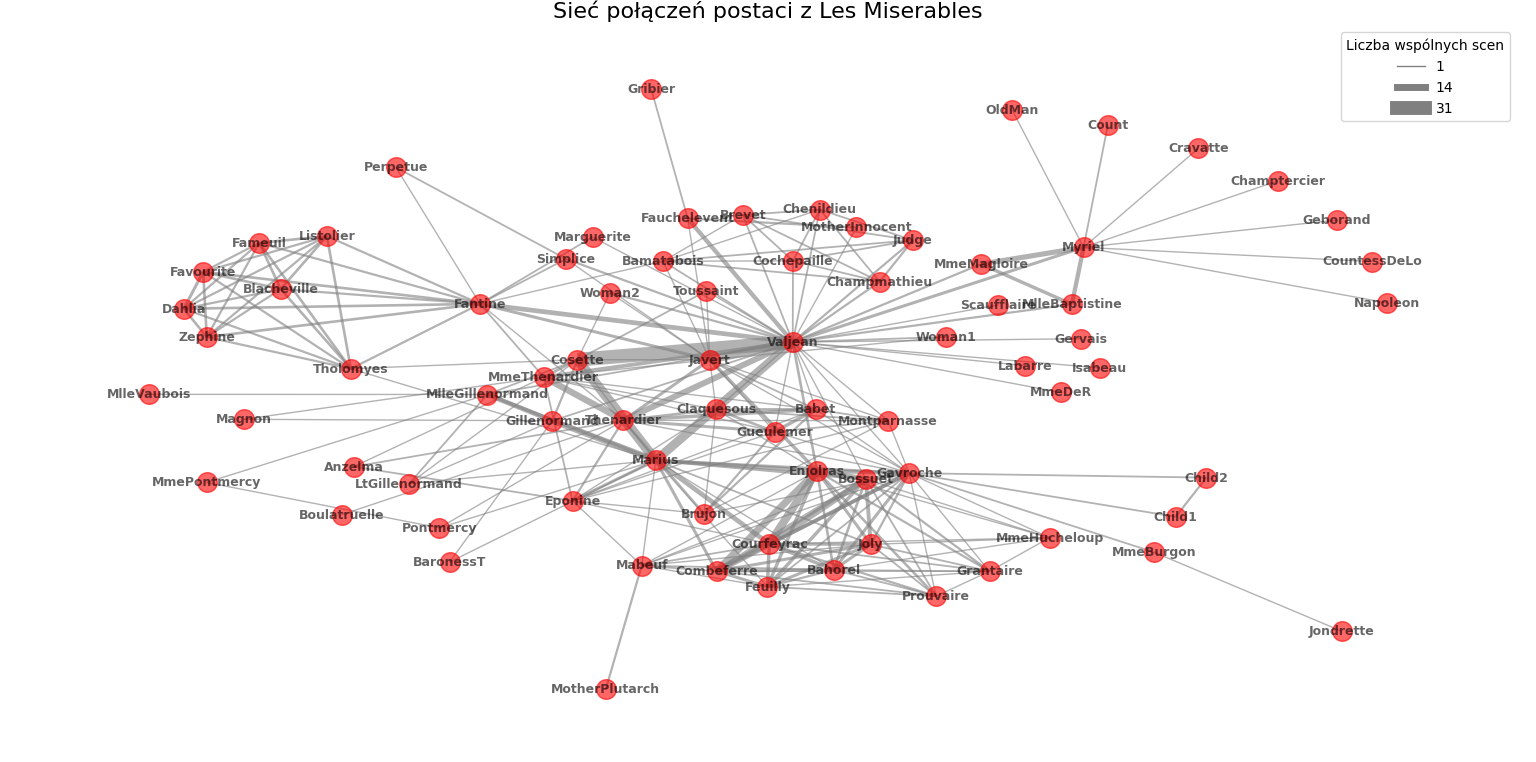 Sieć połączeń postaci z Les Miserables
Liczba wspólnych scen
1
14
31
Gribier
OldMan
Count
Cravatte
Perpetue
Champtercier
Fauchelevent
Brevet
Chenildieu
MotherInnocent
Geborand
Marguerite
Listolier
Fameuil
Judge
Myriel
Simplice
Bamatabois
Cochepaille
MmeMagloire
CountessDeLo
Favourite
Blacheville
Woman2
Toussaint
Champmathieu
Dahlia
Fantine
Scaufflaire
MlleBaptistine
Napoleon
Zephine
Valjean
Woman1
Gervais
Tholomyes
Cosette
Javert
Labarre
Isabeau
MmeThenardier
MlleVaubois
MlleGillenormand
MmeDeR
Magnon
Gillenormand
Thenardier
Claquesous
Babet
Montparnasse
Gueulemer
Marius
Anzelma
Enjolras
Bossuet
Gavroche
Child2
MmePontmercy
LtGillenormand
Eponine
Boulatruelle
Pontmercy
Brujon
Child1
MmeHucheloup
BaronessT
Mabeuf
Courfeyrac
Joly
MmeBurgon
Combeferre
Bahorel
Grantaire
Feuilly
Prouvaire
Jondrette
MotherPlutarch